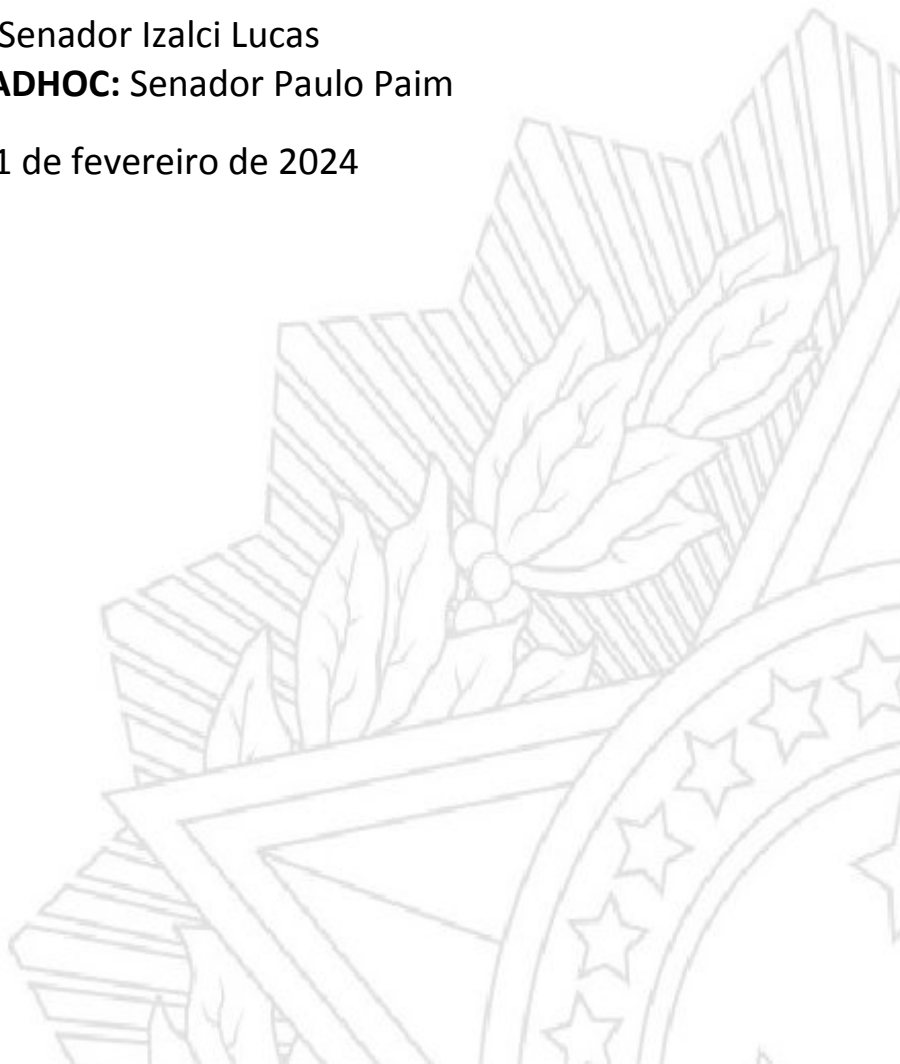 Senador Izalci Lucas
ADHOC: Senador Paulo Paim
1 de fevereiro de 2024